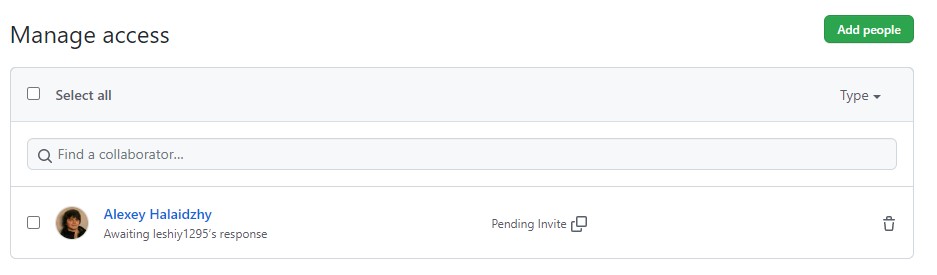 Manage access
Add people
Select all
Type
Find a collaborator...
Alexey Halaidzhy
Awaiting leshiy1295's response
Pending Invite